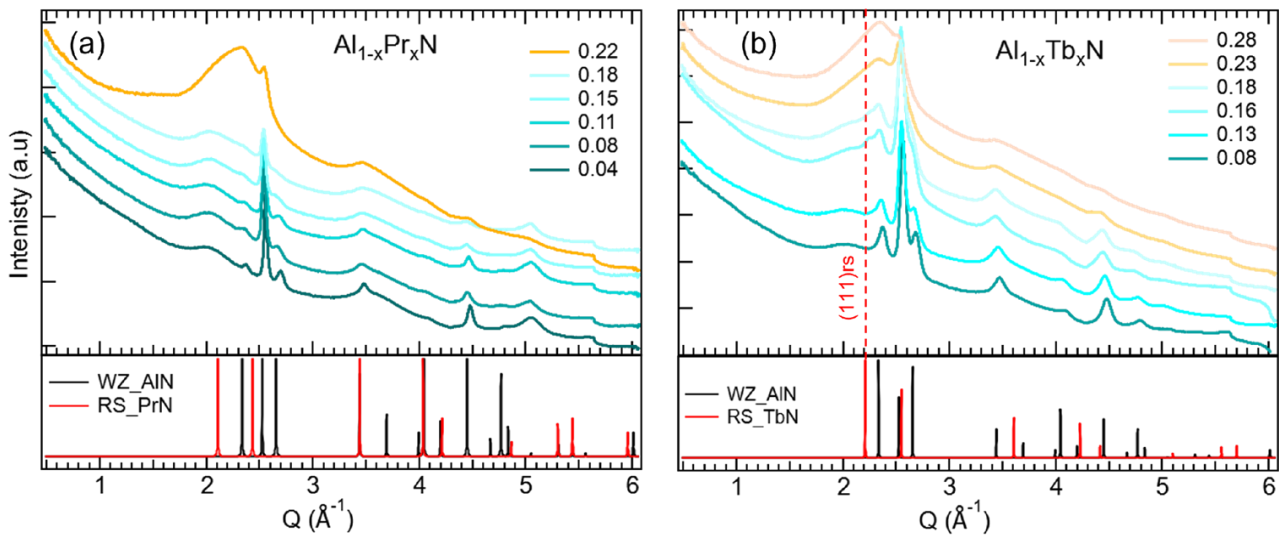 (a)
Al1-xPrxN
0.22
0.18
0.15
0.11
0.08
0.04
Intenisty (a.u)
WZ_AlN
RS_PrN
1 2 3 4 5 6
Q (Å-1)
(b)
Al1-xTbxN
0.28
0.23
0.18
0.16
0.13
0.08
(111)rs
WZ_AlN
RS_TbN
1 2 3 4 5 6
Q (Å-1)